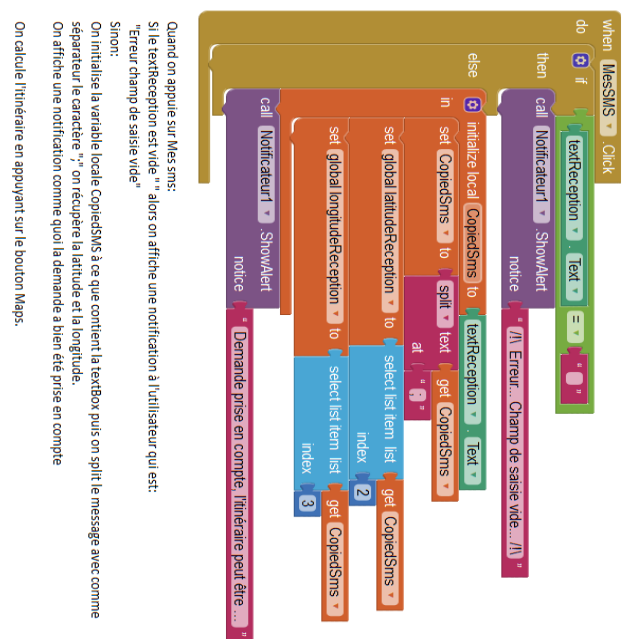 when MesSMS .Click
do if textReception . Text = " "
then call Notificateur1 .ShowAlert
notice " /!\ Erreur... Champ de saisie vide... /!\ "
else initialize local CopiedSms to textReception . Text
in set CopiedSms to split text get CopiedSms
at " ; "
set global latitudeReception to select list item list get CopiedSms
index 2
set global longitudeReception to select list item list get CopiedSms
index 3
call Notificateur1 .ShowAlert
notice " Demande prise en compte, l'itinéraire peut être ... "
Quand on appuie sur Mes sms:
Si le textReception est vide " " alors on affiche une notification à l'utilisateur qui est:
"Erreur champ de saisie vide"
Sinon:
On initialise la variable locale CopiedSMS à ce que contient la textBox puis on split le message avec comme
séparateur le caractère ";" on récupère la latitude et la longitude.
On affiche une notification comme quoi la demande a bien été prise en compte
On calcule l'itinéraire en appuyant sur le bouton Maps.